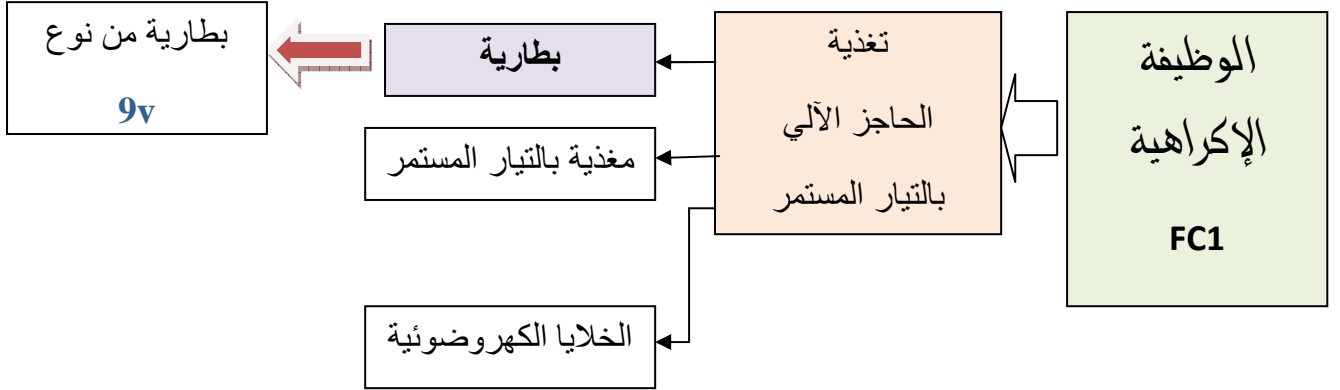 الوظيفة
الإكراهية
FC1
تغذية
الحاجز الآلي
بالتيار المستمر
بطارية
مغذية بالتيار المستمر
الخلايا الكهروضوئية
بطارية من نوع
9v